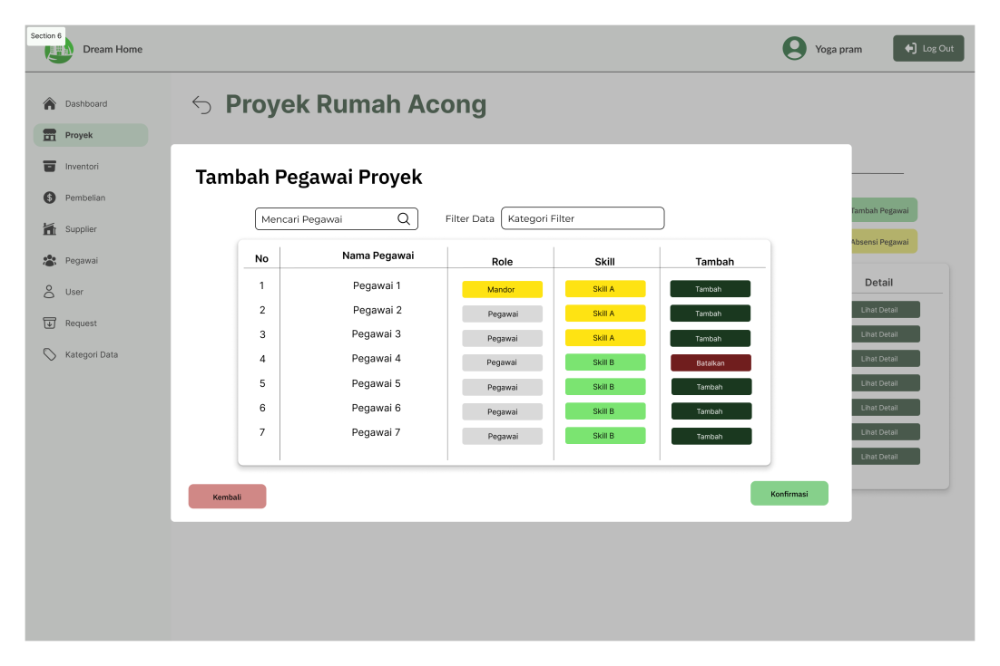 Section 6
Dream Home
Yoga pram
Log Out
Dashboard
Proyek
Inventori
Pembelian
Supplier
Pegawai
User
Request
Kategori Data
Proyek Rumah Acong
Tambah Pegawai
Absensi Pegawai
Detail
Lihat Detail
Lihat Detail
Lihat Detail
Lihat Detail
Lihat Detail
Lihat Detail
Lihat Detail
Tambah Pegawai Proyek
Mencari Pegawai Filter Data Kategori Filter
No Nama Pegawai Role Skill Tambah
1 Pegawai 1 Mandor Skill A Tambah
2 Pegawai 2 Pegawai Skill A Tambah
3 Pegawai 3 Pegawai Skill A Tambah
4 Pegawai 4 Pegawai Skill B Batalkan
5 Pegawai 5 Pegawai Skill B Tambah
6 Pegawai 6 Pegawai Skill B Tambah
7 Pegawai 7 Pegawai Skill B Tambah
Kembali Konfirmasi